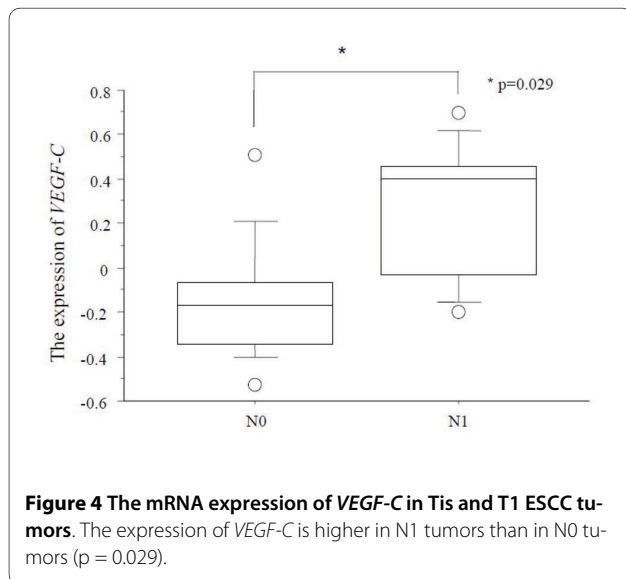 *
* p=0.029
The expression of VEGF-C
0.8
0.6
0.4
0.2
0
-0.2
-0.4
-0.6
N0
N1
Figure 4 The mRNA expression of VEGF-C in Tis and T1 ESCC tu-
mors. The expression of VEGF-C is higher in N1 tumors than in N0 tu-
mors (p = 0.029).